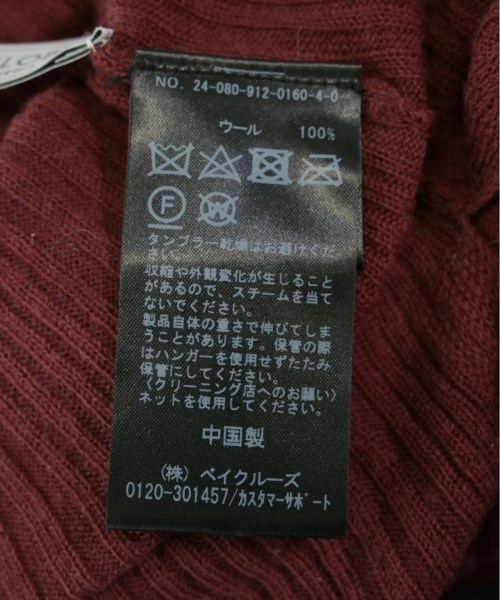 NO. 24-080-912-0160-4-0
ウール 100%
F W
タンブラー乾燥はお避けくだ
さい。
収縮や外観変化が生じること
があるので、スチームを当て
ないでください。
製品自体の重さで伸びてしま
うことがあります。保管の際
はハンガーを使用せずたたみ
保管してください。
〈クリーニング店へのお願い〉
ネットを使用してください。
中国製
(株) ベイクルーズ
0120-301457/カスタマーサポート